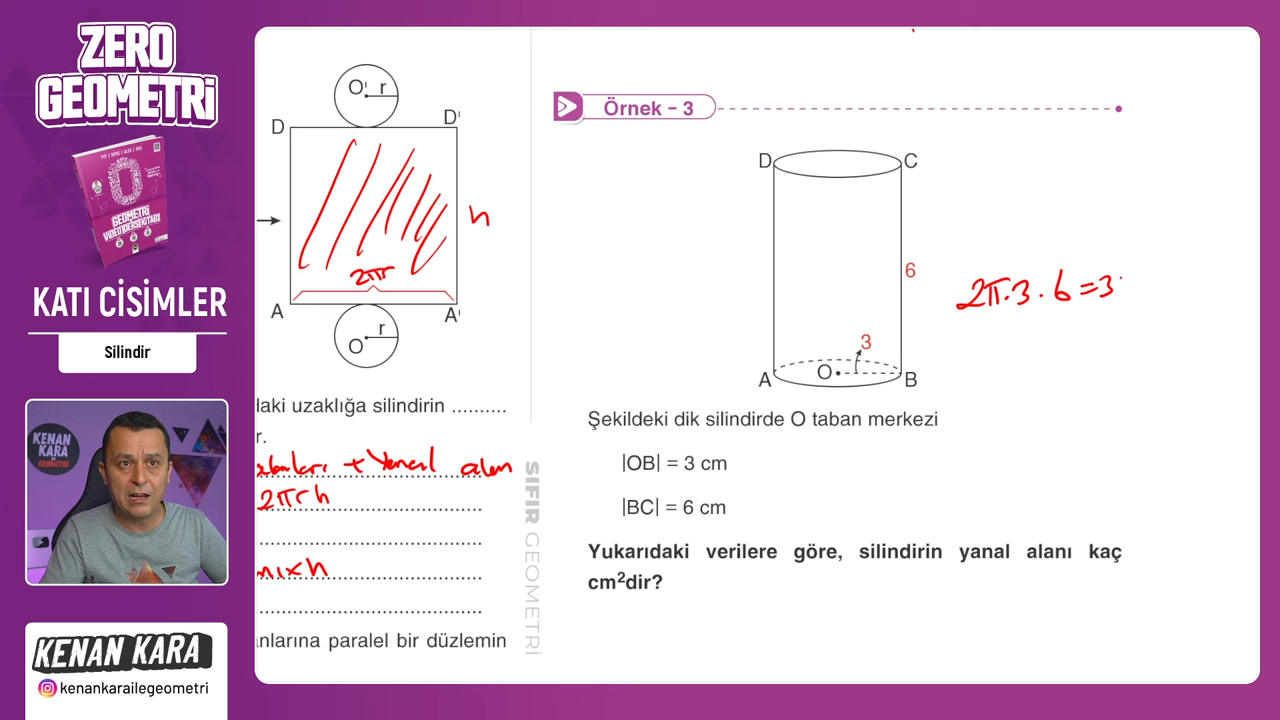 ZERO
GEOMETRİ
GEOMETRİ
VİDEO DERS KİTABI
KATI CİSİMLER
Silindir
KENAN
KARA
GEOMETRİ
KENAN KARA
kenankarailegeometri
O' r
D D'
h
2πr
A A'
r
O
daki uzaklığa silindirin ..........
r.
+ Yanal alan
2πrh
xh
anlarına paralel bir düzlemin
SIFIR GEOMETRİ
Örnek - 3
D C
6
2π.3.6=3
3
A O B
Şekildeki dik silindirde O taban merkezi
|OB| = 3 cm
|BC| = 6 cm
Yukarıdaki verilere göre, silindirin yanal alanı kaç
cm²dir?